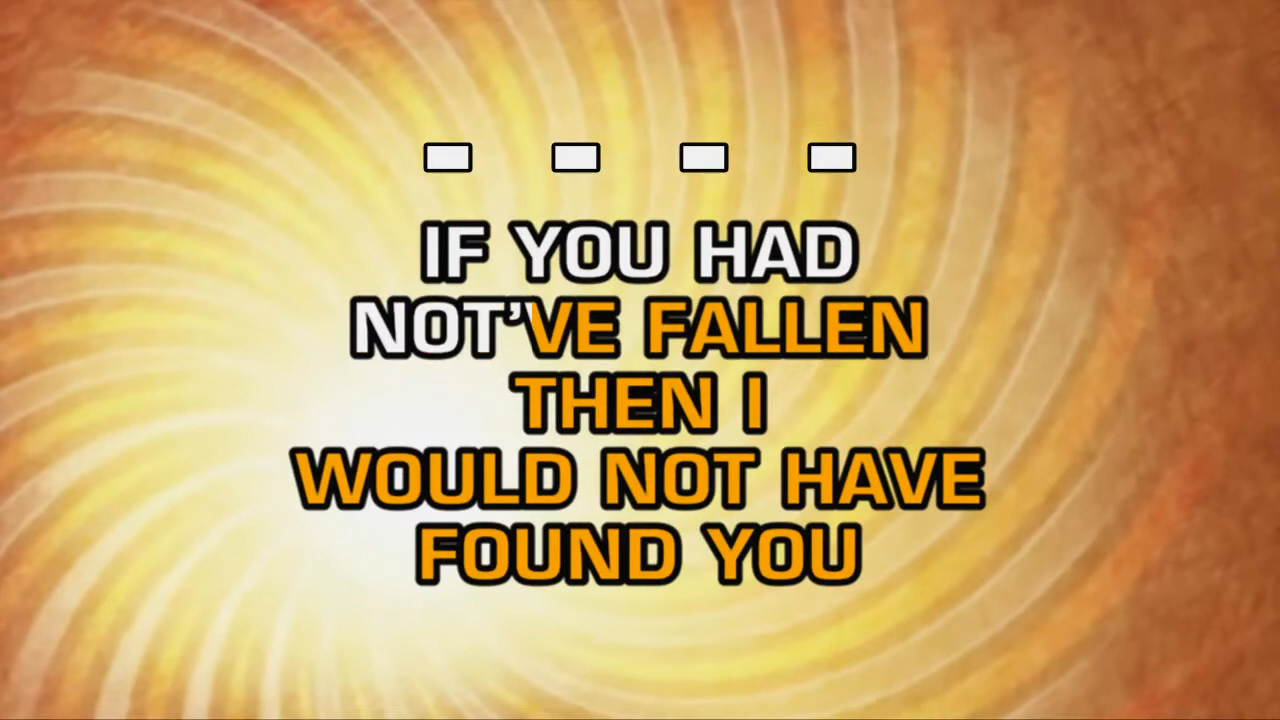 IF YOU HAD
NOT'VE FALLEN
THEN I
WOULD NOT HAVE
FOUND YOU